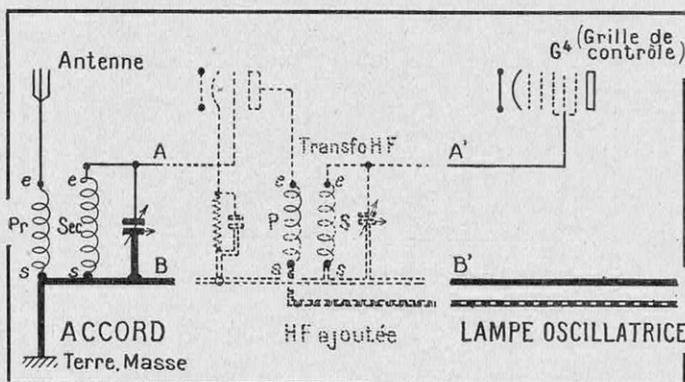 Antenne
G⁴ (Grille de
contrôle)
A
Transfo HF
A'
e
e
e
e
Pr
Sec
P
S
s
s
s
s
B
B'
ACCORD
HF ajoutée
LAMPE OSCILLATRICE
Terre, Masse